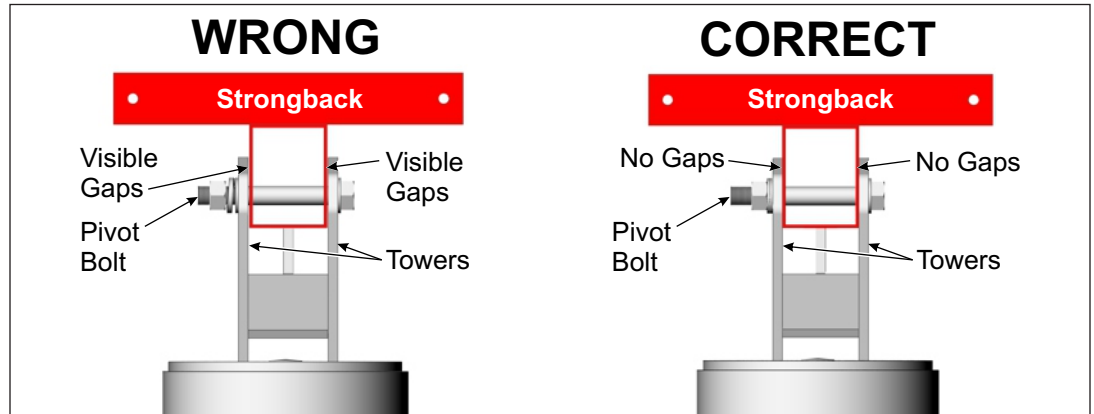 WRONG
Strongback
Visible
Gaps
Visible
Gaps
Pivot
Bolt
Towers
CORRECT
Strongback
No Gaps
No Gaps
Pivot
Bolt
Towers